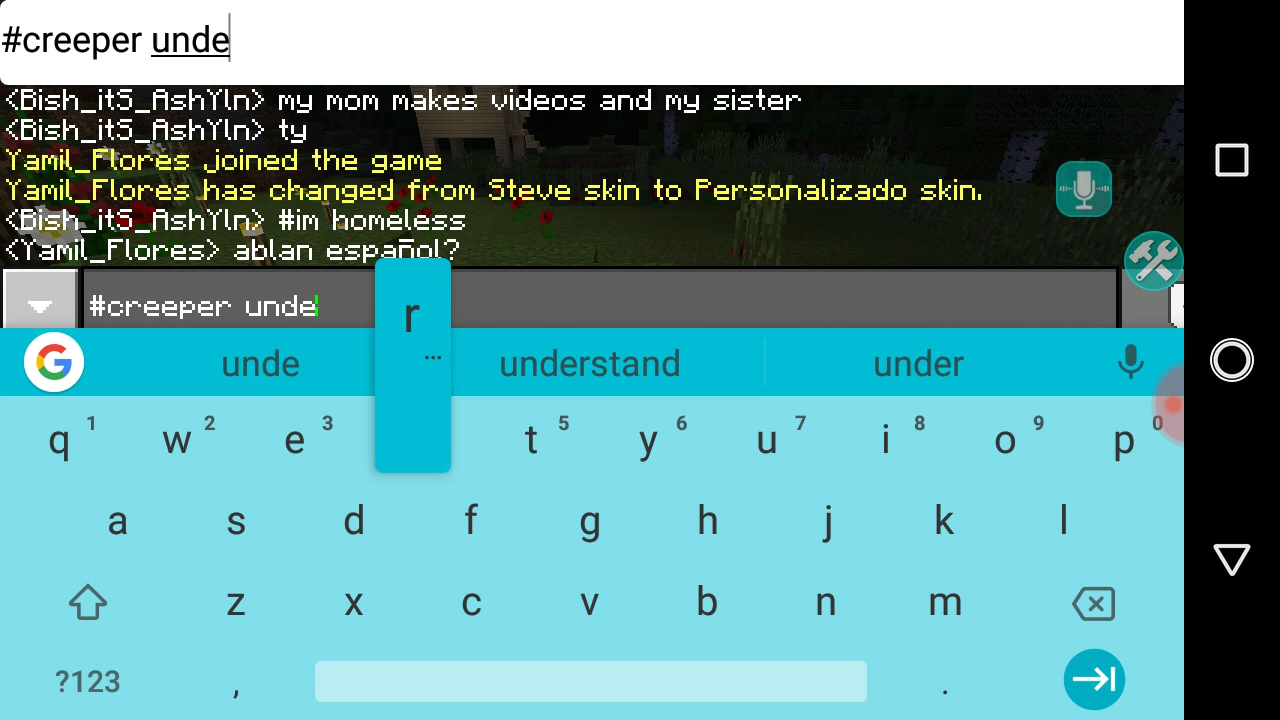 #creeper unde
<Bish_itS_AshYln> my mom makes videos and my sister
<Bish_itS_AshYln> ty
Yamil_Flores joined the game
Yamil_Flores has changed from Steve skin to Personalizado skin.
<Bish_itS_AshYln> #im homeless
<Yamil_Flores> ablan español?
#creeper unde
r
...
unde understand under
q 1 w 2 e 3 t 5 y 6 u 7 i 8 o 9 p 0
a s d f g h j k l
z x c v b n m
?123 , .